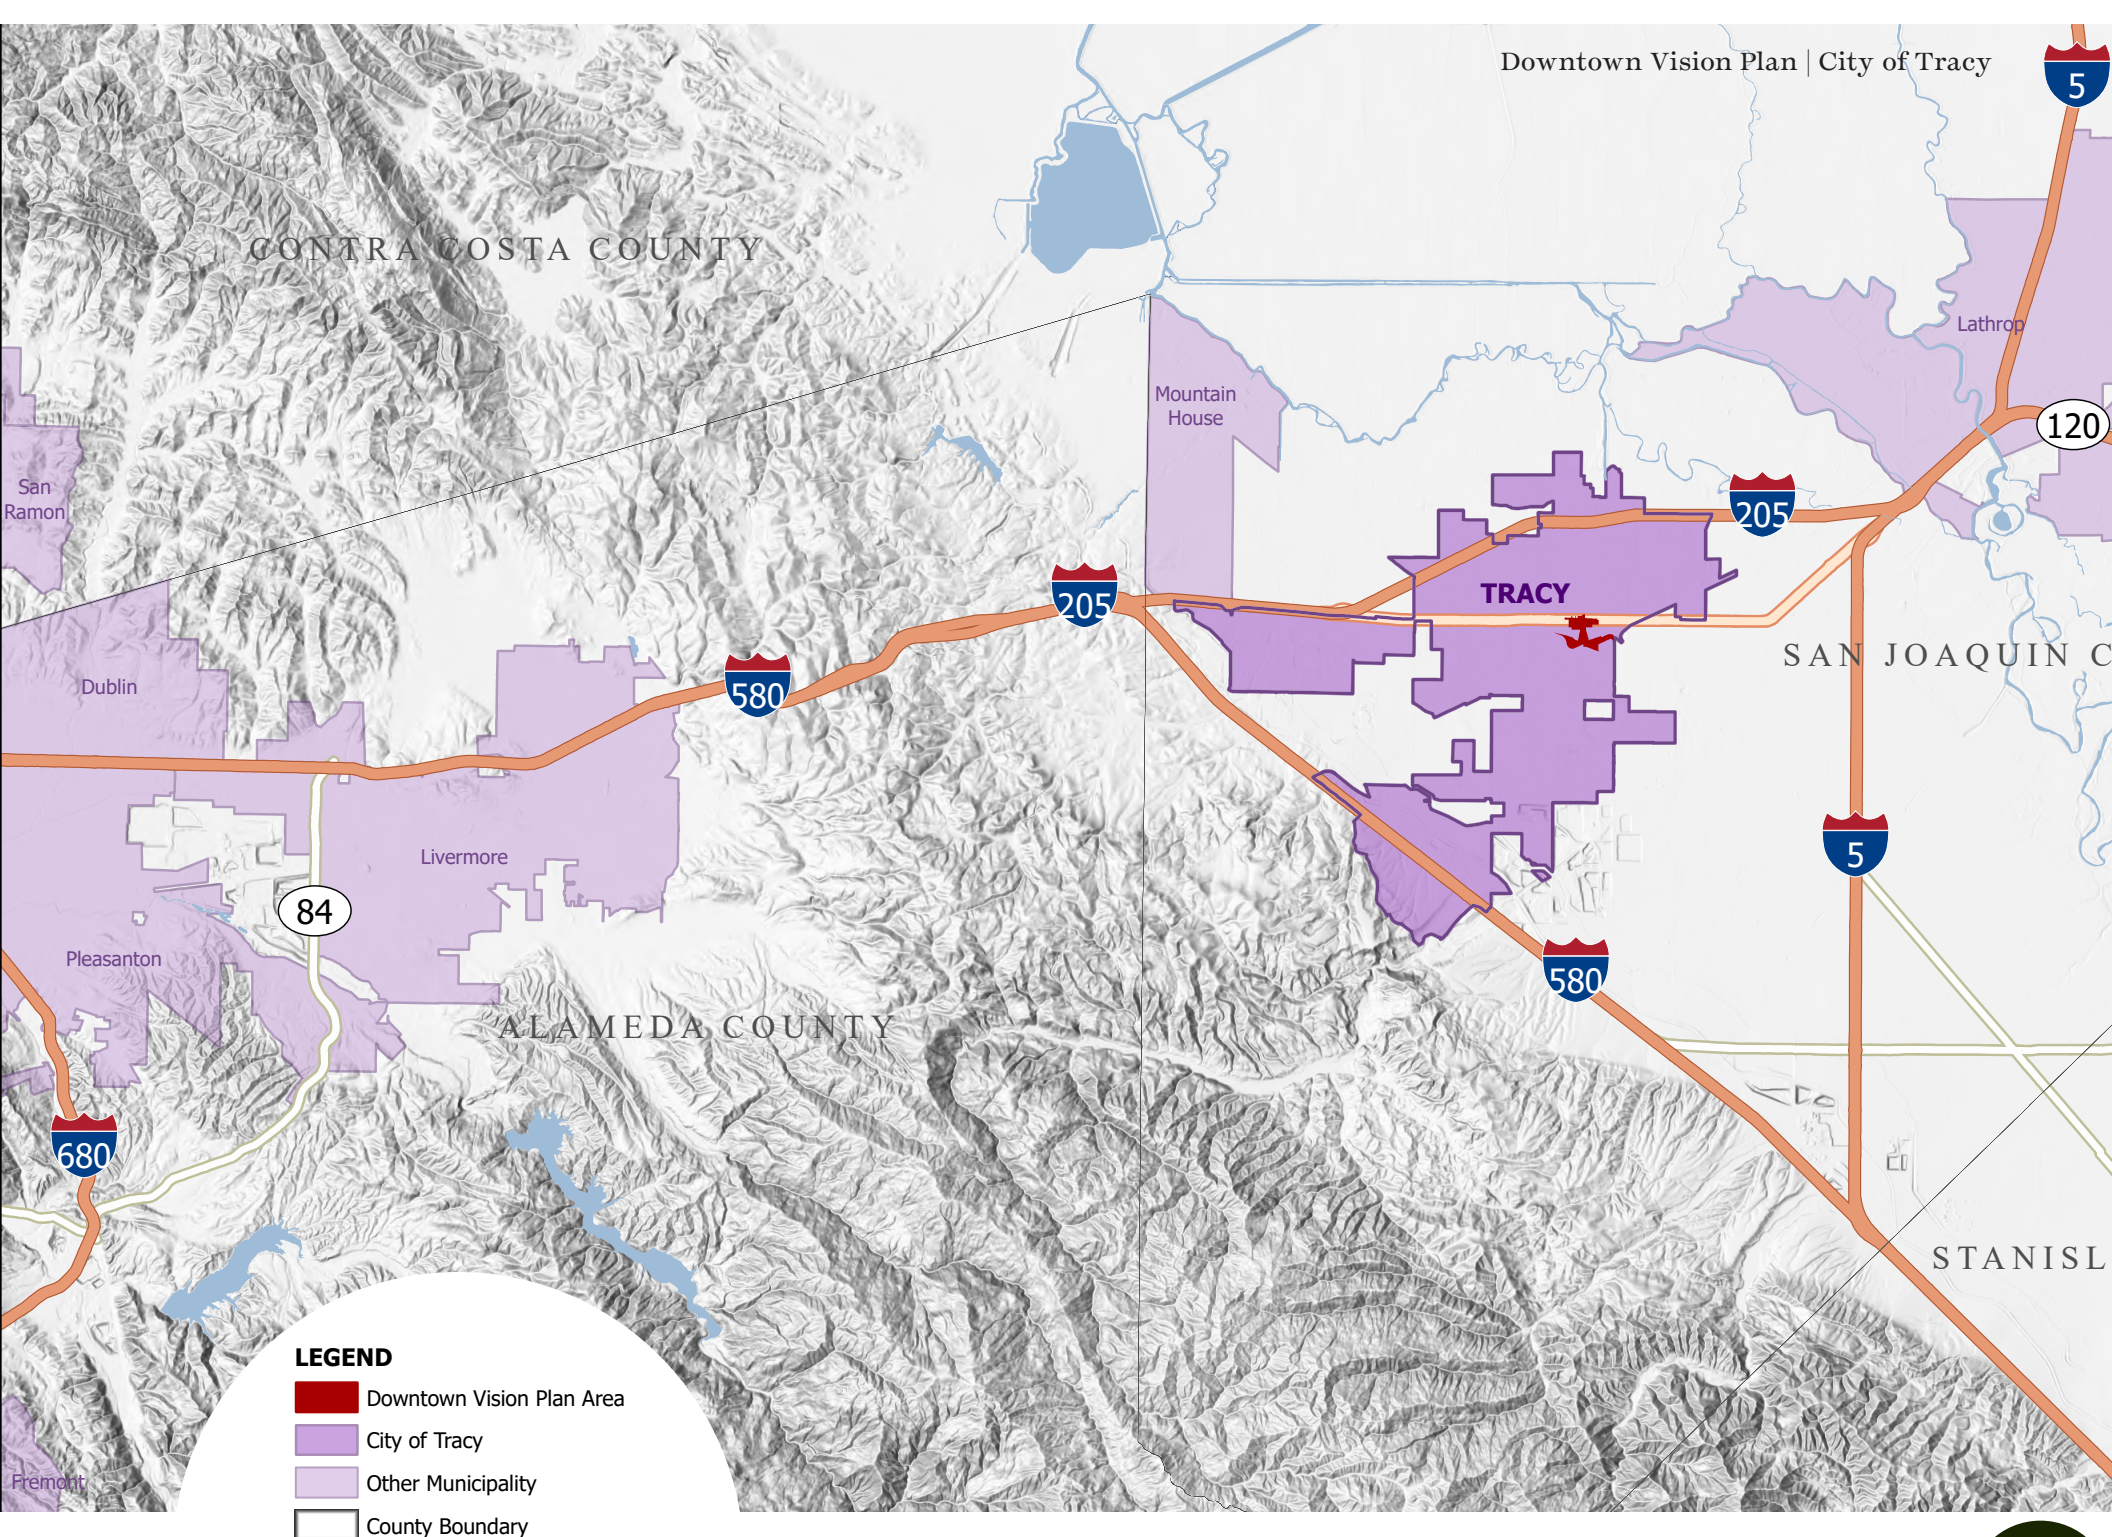 Downtown Vision Plan | City of Tracy
5
CONTRA COSTA COUNTY
Lathrop
Mountain
House
120
San
Ramon
205
TRACY
205
SAN JOAQUIN C
Dublin
580
5
Livermore
84
Pleasanton
580
ALAMEDA COUNTY
680
STANISL
LEGEND
Downtown Vision Plan Area
City of Tracy
Other Municipality
County Boundary
Fremont